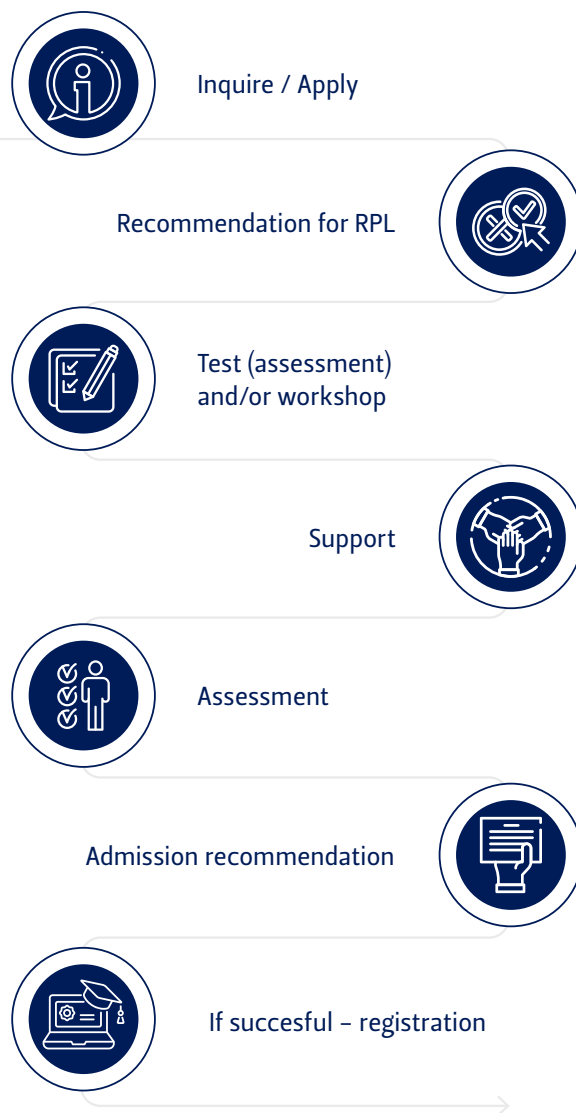 Inquire / Apply
Recommendation for RPL
Test (assessment)
and/or workshop
Support
Assessment
Admission recommendation
If succesful – registration